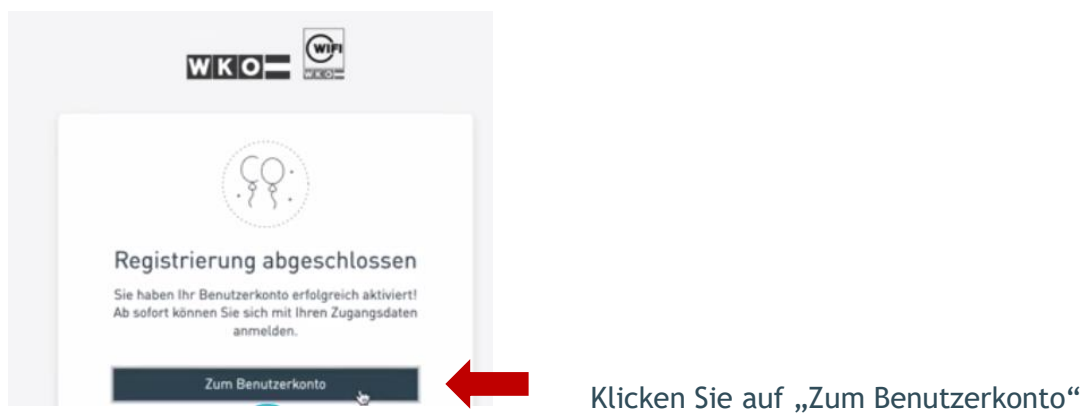 WKO
WIFI
WKO
Registrierung abgeschlossen
Sie haben Ihr Benutzerkonto erfolgreich aktiviert!
Ab sofort können Sie sich mit Ihren Zugangsdaten
anmelden.
Zum Benutzerkonto
Klicken Sie auf „Zum Benutzerkonto“